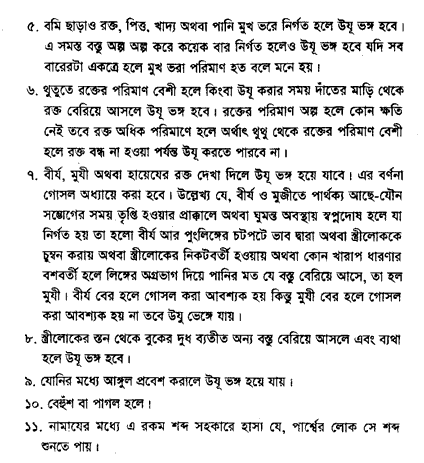 ৫. বমি ছাড়াও রক্ত, পিত্ত, খাদ্য অথবা পানি মুখ ভরে নির্গত হলে উযূ ভঙ্গ হবে।
এ সমস্ত বস্তু অল্প অল্প করে কয়েক বার নির্গত হলেও উযূ ভঙ্গ হবে যদি সব
বারেরটা একত্রে হলে মুখ ভরা পরিমাণ হত বলে মনে হয়।
৬. থুতুতে রক্তের পরিমাণ বেশী হলে কিংবা উযূ করার সময় দাঁতের মাড়ি থেকে
রক্ত বেরিয়ে আসলে উযূ ভঙ্গ হবে। রক্তের পরিমাণ অল্প হলে কোন ক্ষতি
নেই তবে রক্ত অধিক পরিমাণে হলে অর্থাৎ থুথু থেকে রক্তের পরিমাণ বেশী
হলে রক্ত বন্ধ না হওয়া পর্যন্ত উযূ করতে পারবে না।
৭. বীর্য, মুযী অথবা হায়েযের রক্ত দেখা দিলে উযূ ভঙ্গ হয়ে যাবে। এর বর্ণনা
গোসল অধ্যায়ে করা হবে। উল্লেখ্য যে, বীর্য ও মুজীতে পার্থক্য আছে-যৌন
সম্ভোগের সময় তৃপ্তি হওয়ার প্রাক্কালে অথবা ঘুমন্ত অবস্থায় স্বপ্নদোষ হলে যা
নির্গত হয় তা হলো বীর্য আর পুংলিঙ্গের চটপটে ভাব দ্বারা অথবা স্ত্রীলোককে
চুম্বন করায় অথবা স্ত্রীলোকের নিকটবর্তী হওয়ায় অথবা কোন খারাপ ধারণার
বশবর্তী হলে লিঙ্গের অগ্রভাগ দিয়ে পানির মত যে বস্তু বেরিয়ে আসে, তা হল
মুযী। বীর্য বের হলে গোসল করা আবশ্যক হয় কিন্তু মুযী বের হলে গোসল
করা আবশ্যক হয় না তবে উযূ ভেঙ্গে যায়।
৮. স্ত্রীলোকের স্তন থেকে বুকের দুধ ব্যতীত অন্য বস্তু বেরিয়ে আসলে এবং ব্যথা
হলে উযূ ভঙ্গ হবে।
৯. যোনির মধ্যে আঙ্গুল প্রবেশ করালে উযূ ভঙ্গ হয়ে যায়।
১০. বেহুঁশ বা পাগল হলে।
১১. নামাযের মধ্যে এ রকম শব্দ সহকারে হাসা যে, পার্শ্বের লোক সে শব্দ
শুনতে পায়।